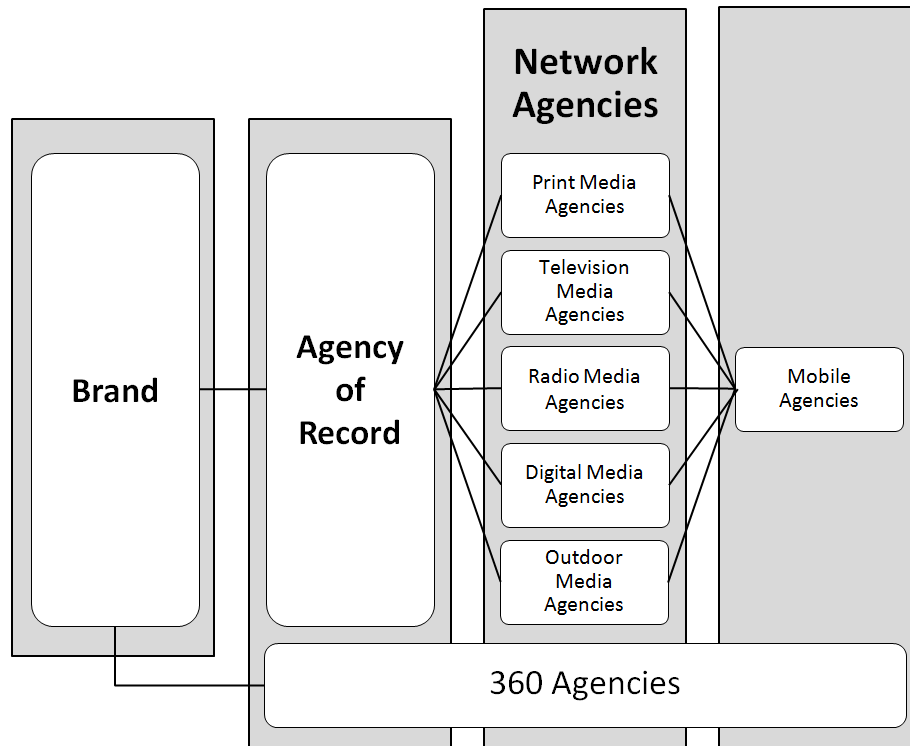 Network
Agencies
Brand
Agency
of
Record
Print Media
Agencies
Television
Media
Agencies
Radio Media
Agencies
Digital Media
Agencies
Outdoor
Media
Agencies
Mobile
Agencies
360 Agencies